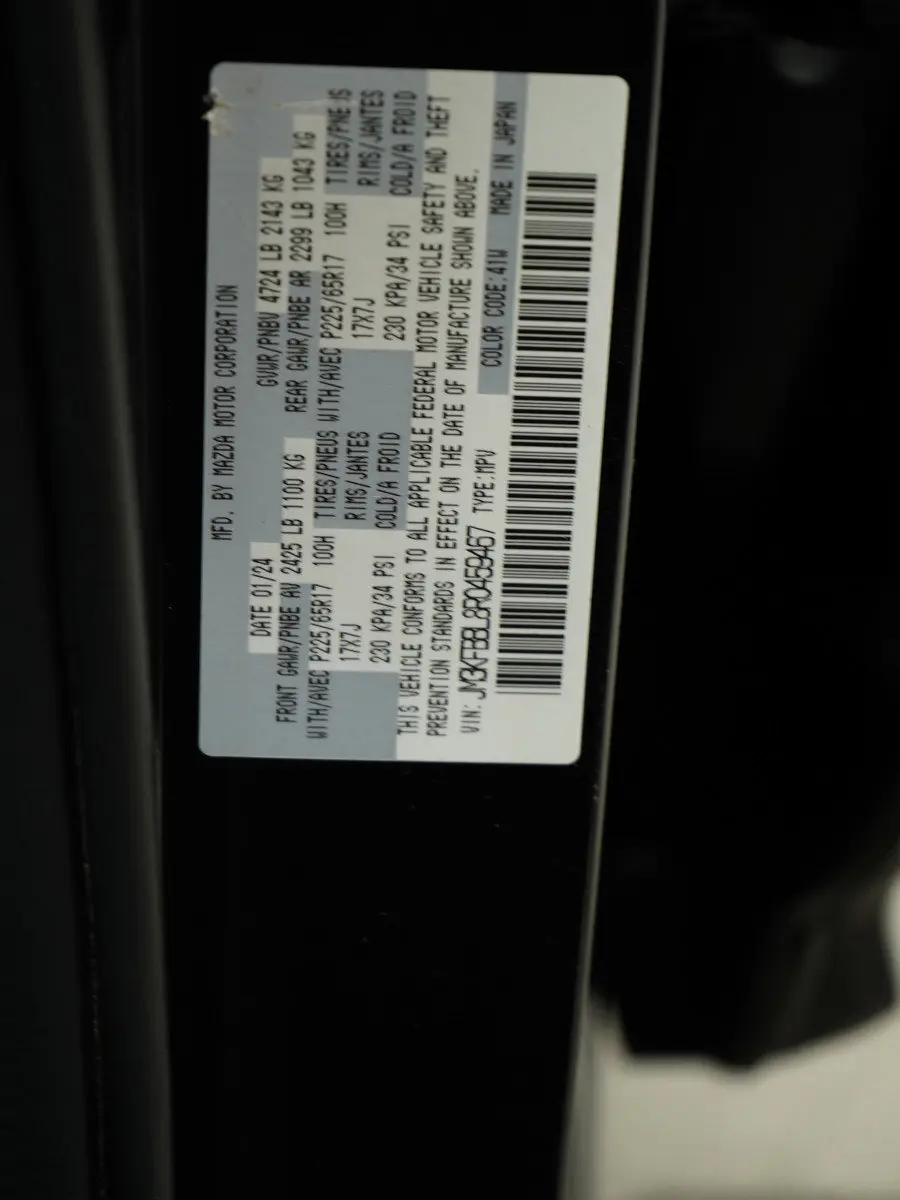 MFD. BY MAZDA MOTOR CORPORATION
DATE 01/24 GVWR/PNBV 4724 LB 2143 KG
FRONT GAWR/PNBE AV 2425 LB 1100 KG REAR GAWR/PNBE AR 2299 LB 1043 KG
WITH/AVEC P225/65R17 100H TIRES/PNEUS WITH/AVEC P225/65R17 100H TIRES/PNE IS
17X7J RIMS/JANTES 17X7J RIMS/JANTES
230 KPA/34 PSI COLD/A FROID 230 KPA/34 PSI COLD/A FROID
THIS VEHICLE CONFORMS TO ALL APPLICABLE FEDERAL MOTOR VEHICLE SAFETY AND THEFT
PREVENTION STANDARDS IN EFFECT ON THE DATE OF MANUFACTURE SHOWN ABOVE.
VIN: JM3KFBBL8R0459467 TYPE:MPV COLOR CODE:41W MADE IN JAPAN